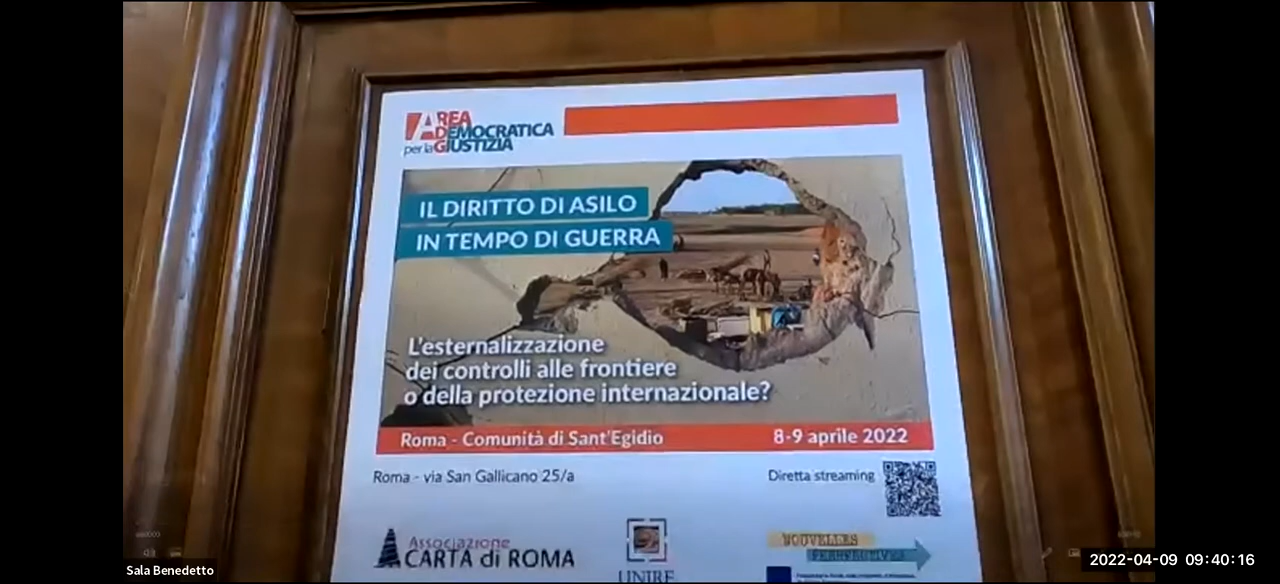 AREA
DEMOCRATICA
per la GIUSTIZIA
IL DIRITTO DI ASILO
IN TEMPO DI GUERRA
L'esternalizzazione
dei controlli alle frontiere
o della protezione internazionale?
Roma - Comunità di Sant'Egidio 8-9 aprile 2022
Roma - via San Gallicano 25/a Diretta streaming
Associazione
CARTA di ROMA
UNIRE
NOUVELLES
PERSPECTIVES
Sala Benedetto
2022-04-09 09:40:16